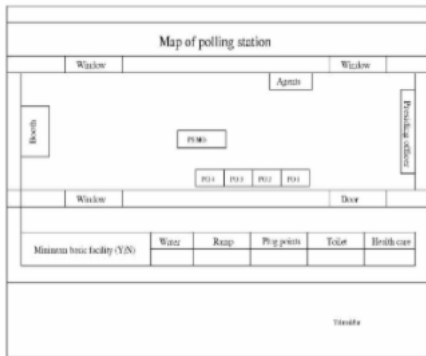 Map of polling station
Window Window
Agents
Booth
Presiding officer
PO4 PO3 PO2 PO1
Window Door
Minimum basic facility (Y/N) Water Ramp Plug points Toilet Health care